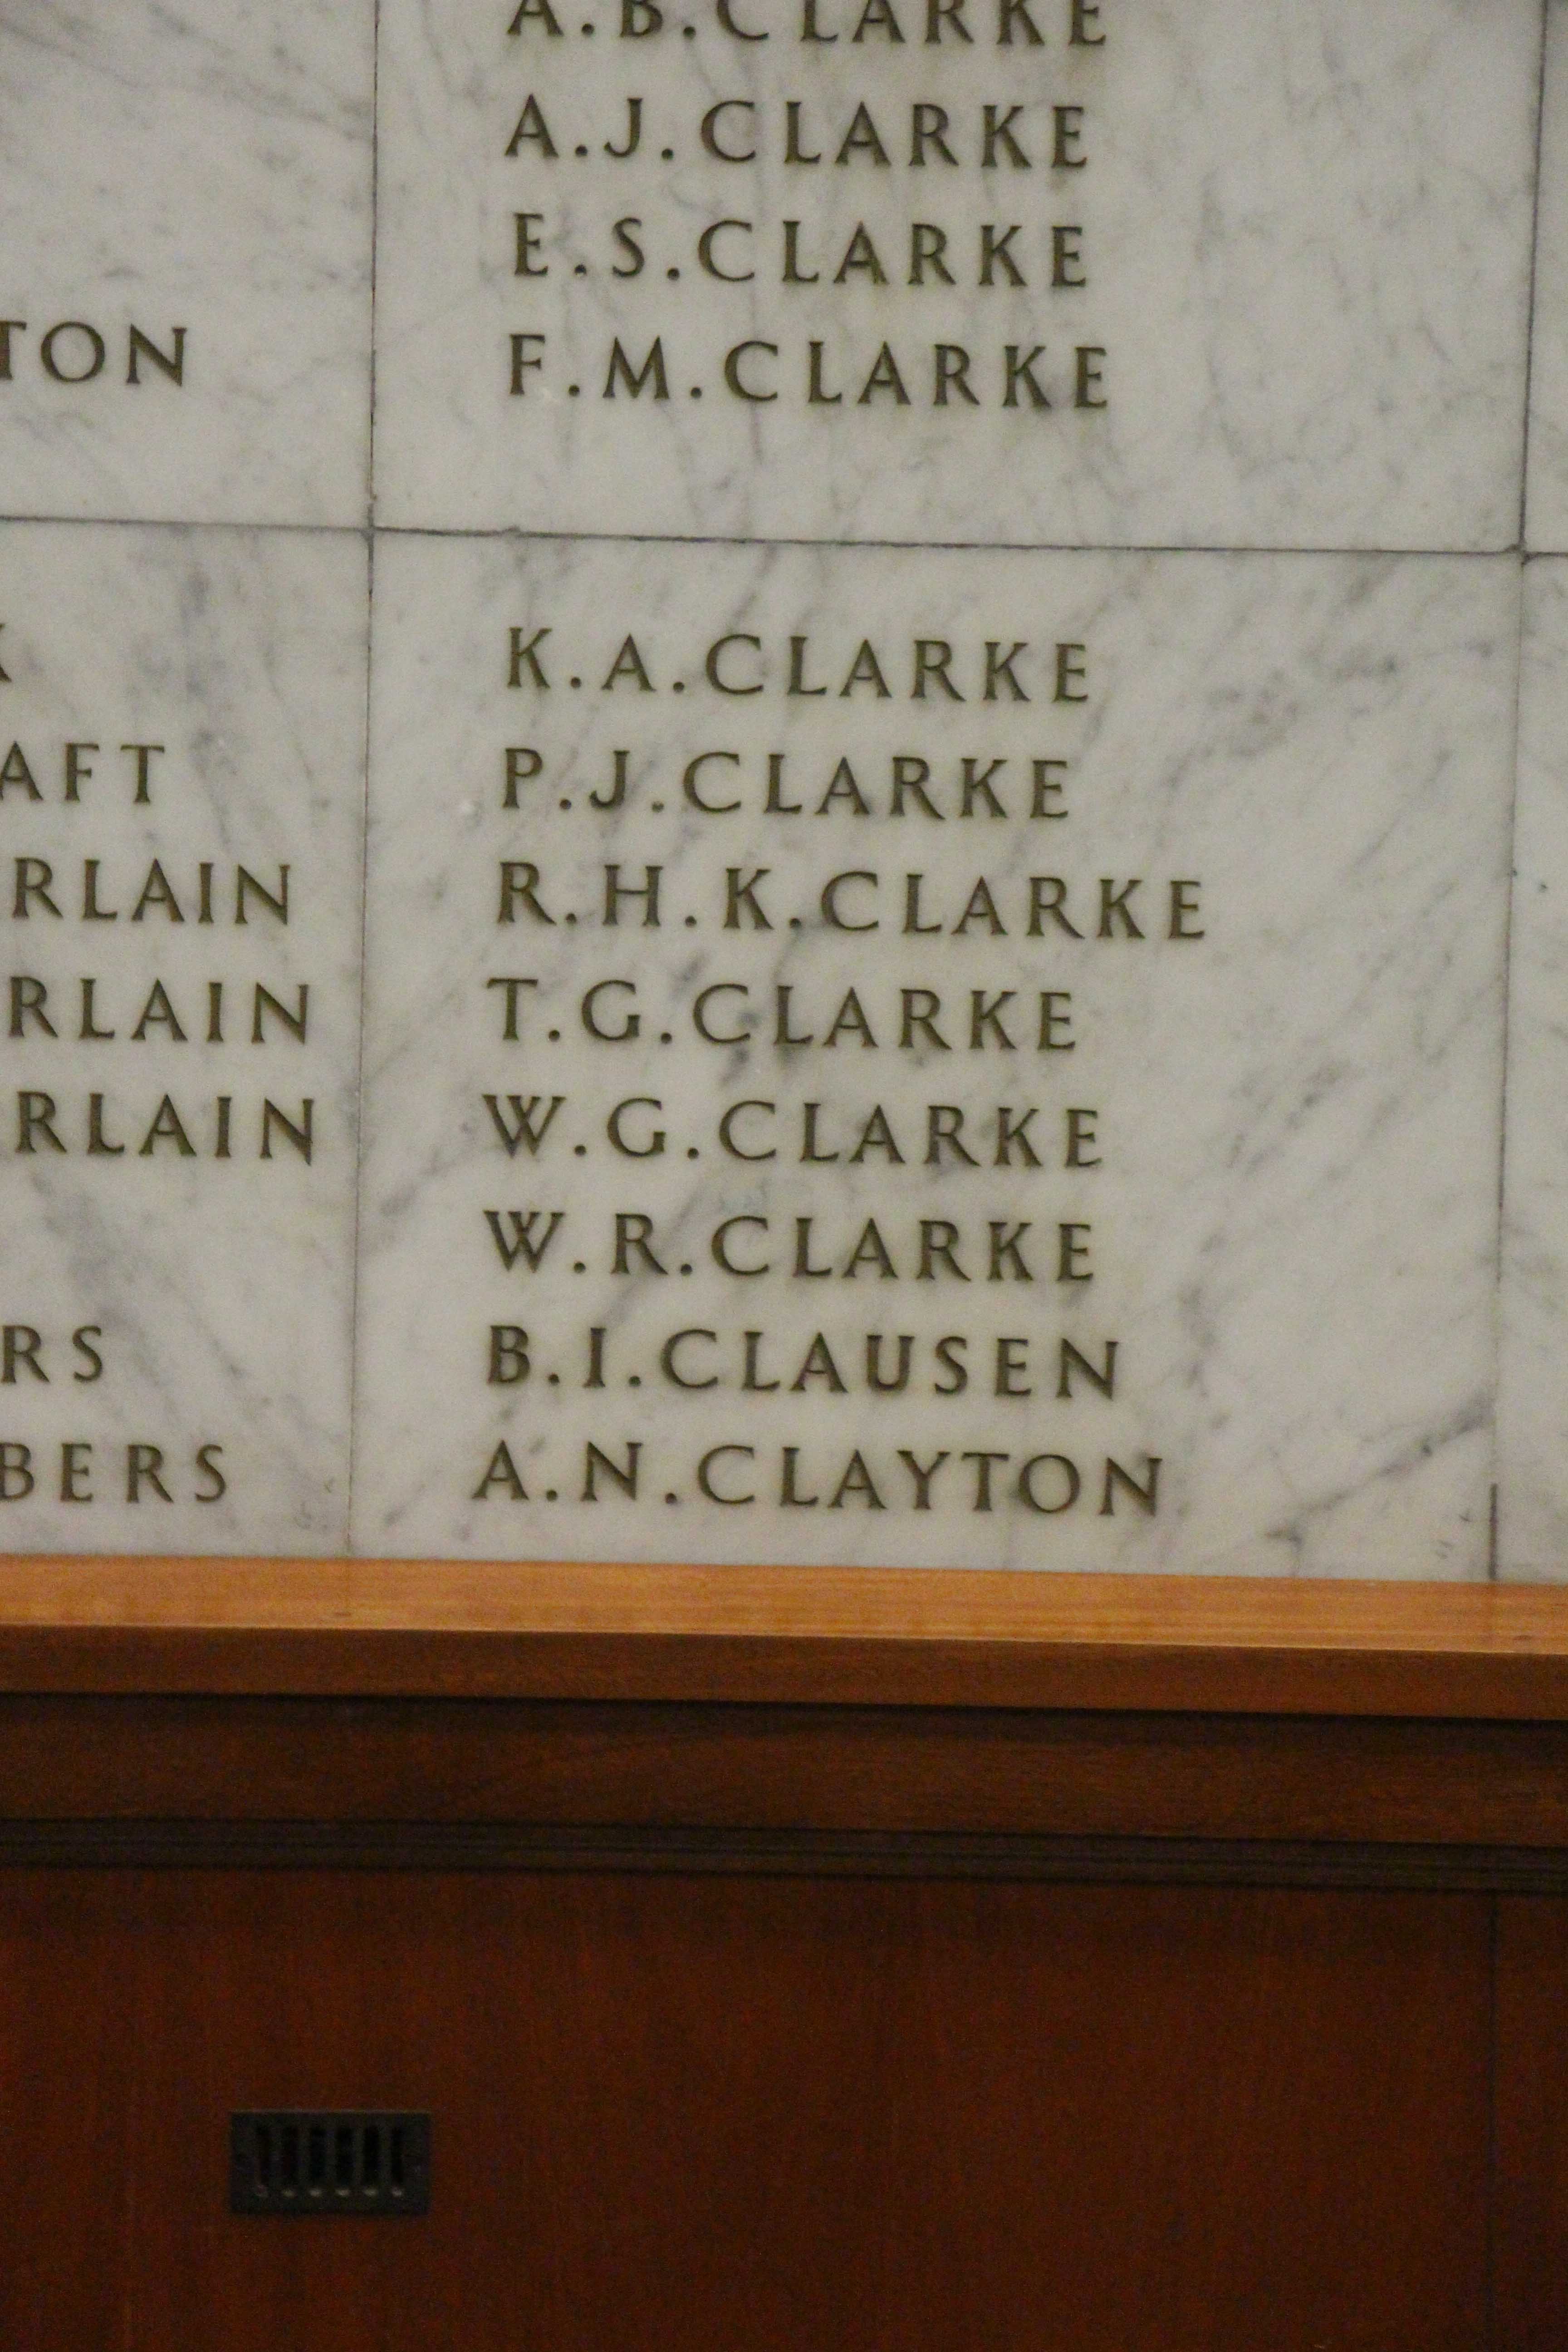 A.B.CLARKE
A.J.CLARKE
E.S.CLARKE
F.M.CLARKE
K.A.CLARKE
P.J.CLARKE
R.H.K.CLARKE
T.G.CLARKE
W.G.CLARKE
W.R.CLARKE
B.I.CLAUSEN
A.N.CLAYTON